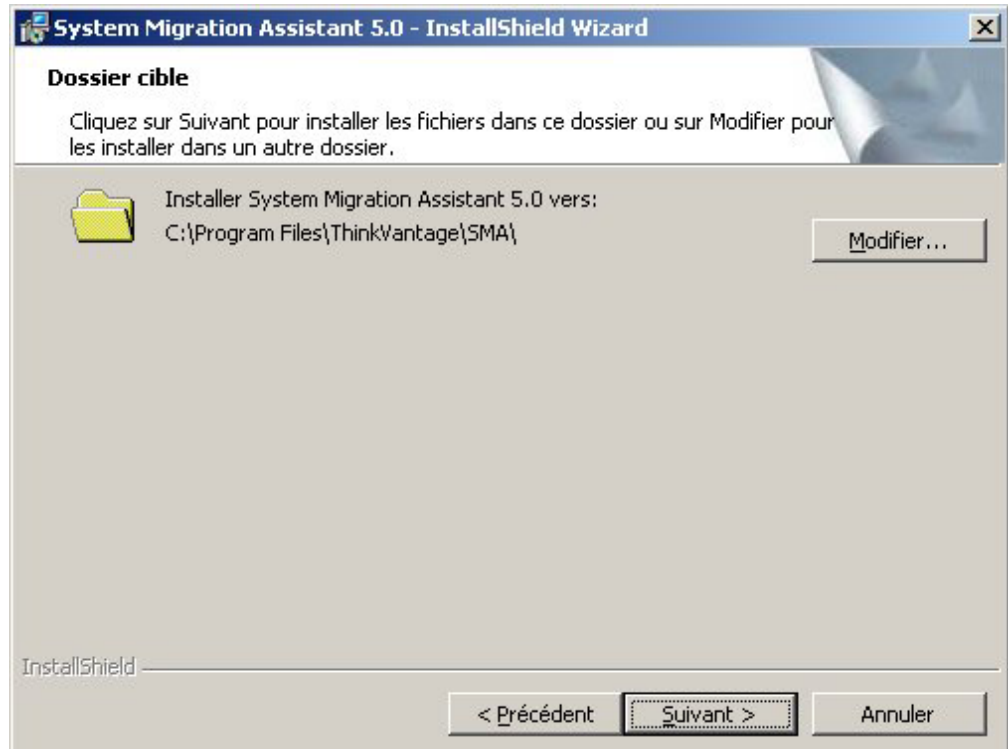 System Migration Assistant 5.0 - InstallShield Wizard
Dossier cible
Cliquez sur Suivant pour installer les fichiers dans ce dossier ou sur Modifier pour
les installer dans un autre dossier.
Installer System Migration Assistant 5.0 vers:
C:\Program Files\ThinkVantage\SMA\
Modifier...
InstallShield
< Précédent
Suivant >
Annuler